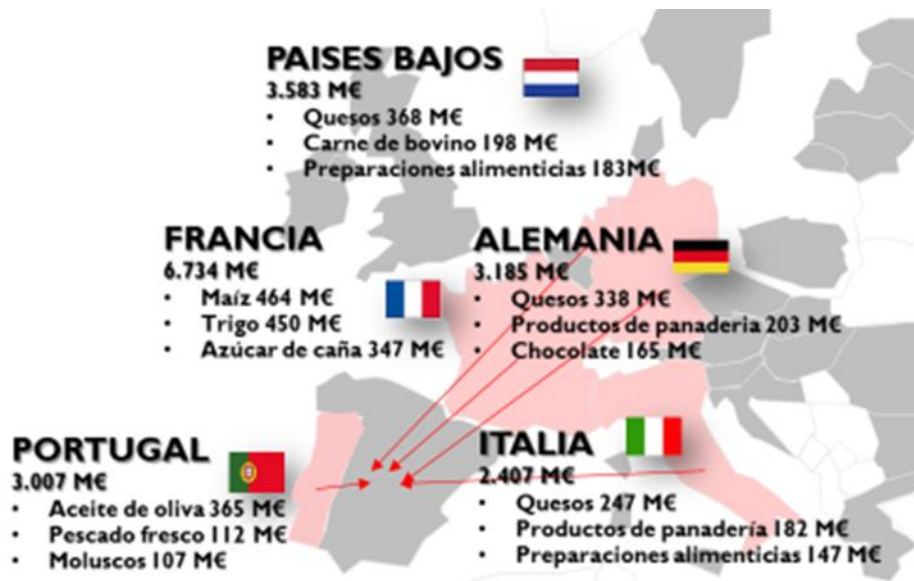 PAISES BAJOS
3.583 M€
• Quesos 368 M€
• Carne de bovino 198 M€
• Preparaciones alimenticias 183M€
FRANCIA
6.734 M€
• Maíz 464 M€
• Trigo 450 M€
• Azúcar de caña 347 M€
ALEMANIA
3.185 M€
• Quesos 338 M€
• Productos de panaderia 203 M€
• Chocolate 165 M€
PORTUGAL
3.007 M€
• Aceite de oliva 365 M€
• Pescado fresco 112 M€
• Moluscos 107 M€
ITALIA
2.407 M€
• Quesos 247 M€
• Productos de panadería 182 M€
• Preparaciones alimenticias 147 M€